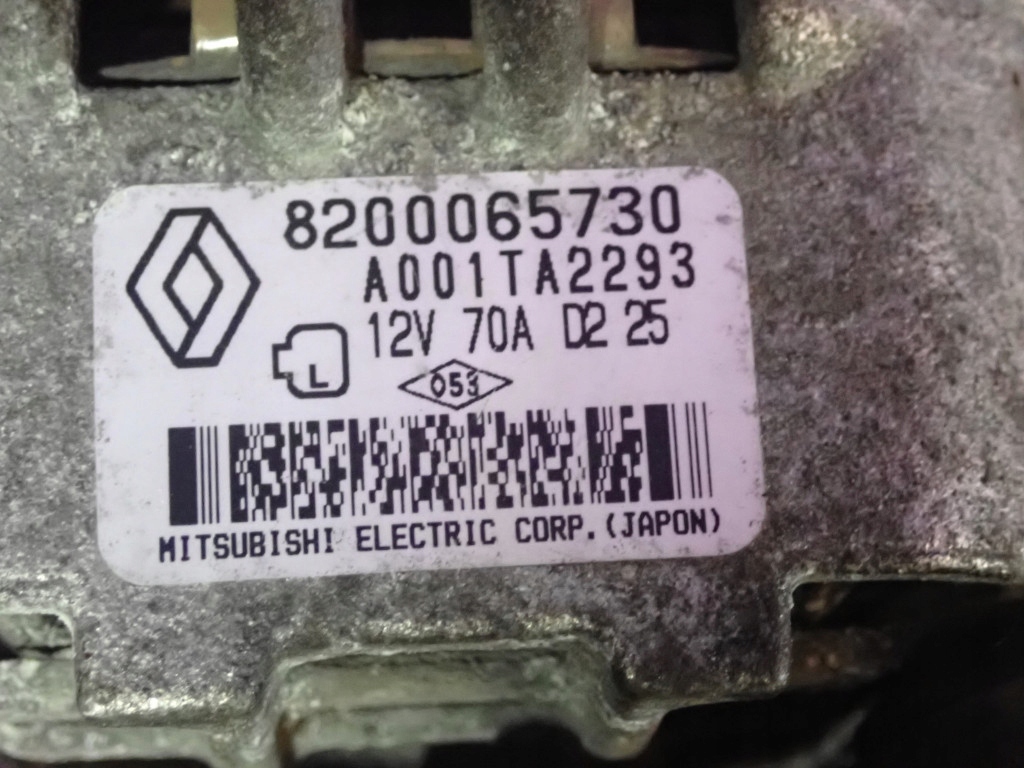 8200065730
A001TA2293
12V 70A D2 25
L
053
MITSUBISHI ELECTRIC CORP. (JAPON)